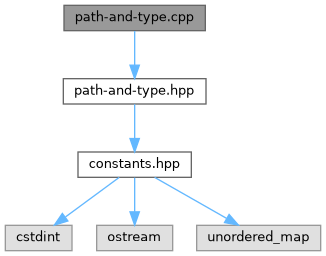 path-and-type.cpp
path-and-type.hpp
constants.hpp
cstdint
ostream
unordered_map